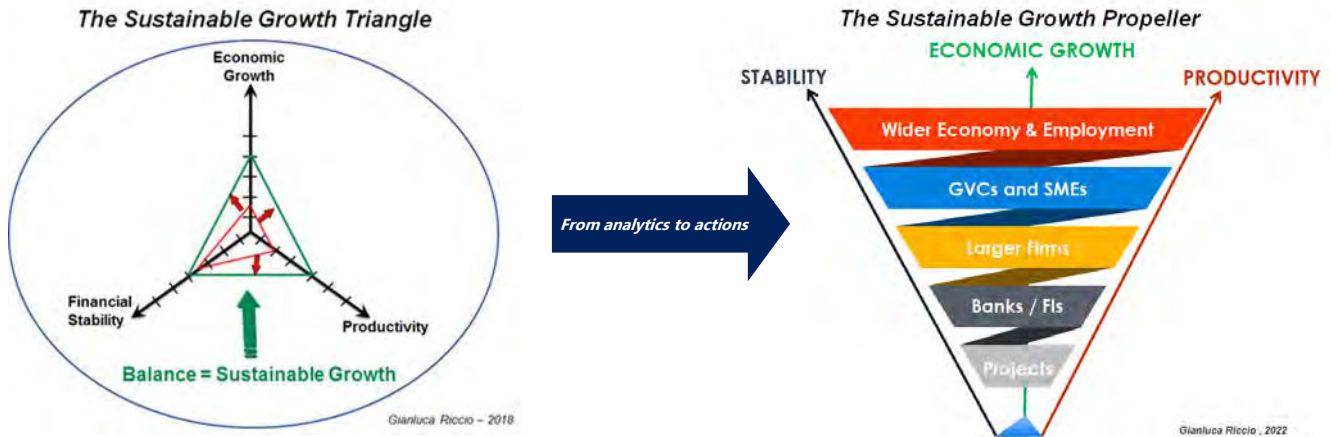 The Sustainable Growth Triangle
Economic
Growth
Financial
Stability
Productivity
Balance = Sustainable Growth
Gianluca Riccio – 2018
From analytics to actions
The Sustainable Growth Propeller
ECONOMIC GROWTH
STABILITY
PRODUCTIVITY
Wider Economy & Employment
GVCs and SMEs
Larger Firms
Banks / FIs
Projects
Gianluca Riccio , 2022